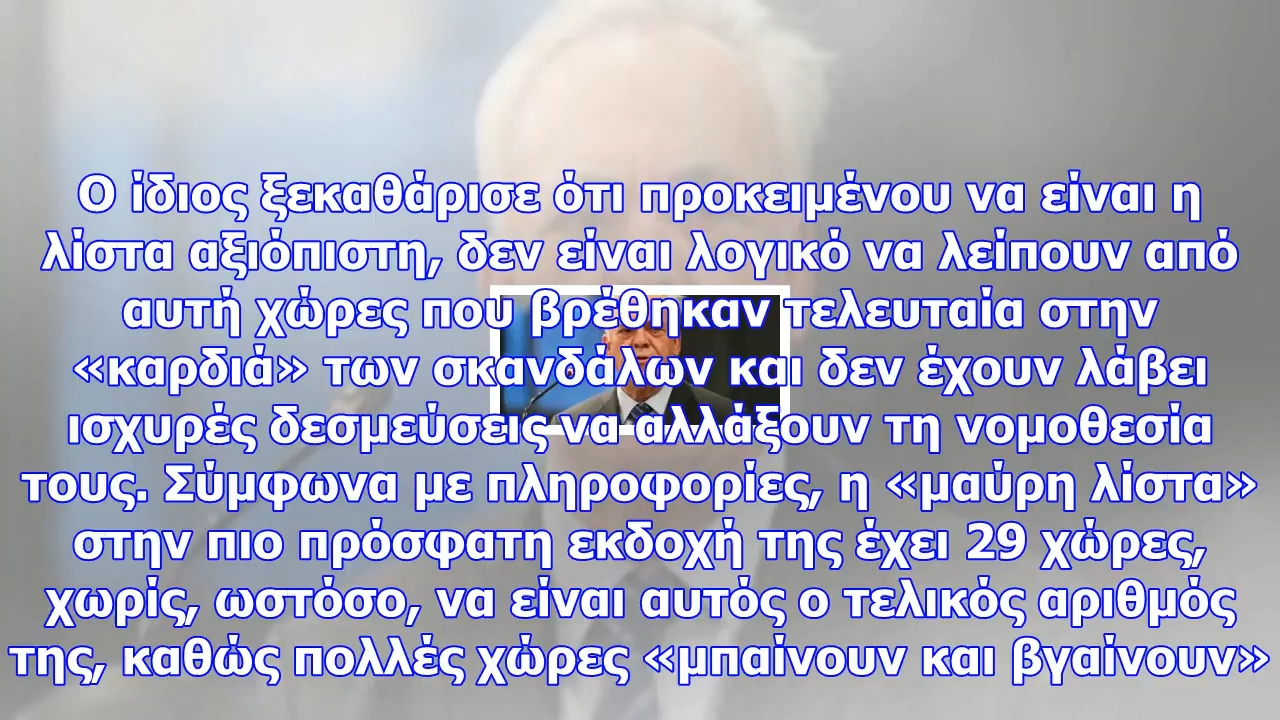 Ο ίδιος ξεκαθάρισε ότι προκειμένου να είναι η
λίστα αξιόπιστη, δεν είναι λογικό να λείπουν από
αυτή χώρες που βρέθηκαν τελευταία στην
«καρδιά» των σκανδάλων και δεν έχουν λάβει
ισχυρές δεσμεύσεις να αλλάξουν τη νομοθεσία
τους. Σύμφωνα με πληροφορίες, η «μαύρη λίστα»
στην πιο πρόσφατη εκδοχή της έχει 29 χώρες,
χωρίς, ωστόσο, να είναι αυτός ο τελικός αριθμός
της, καθώς πολλές χώρες «μπαίνουν και βγαίνουν»